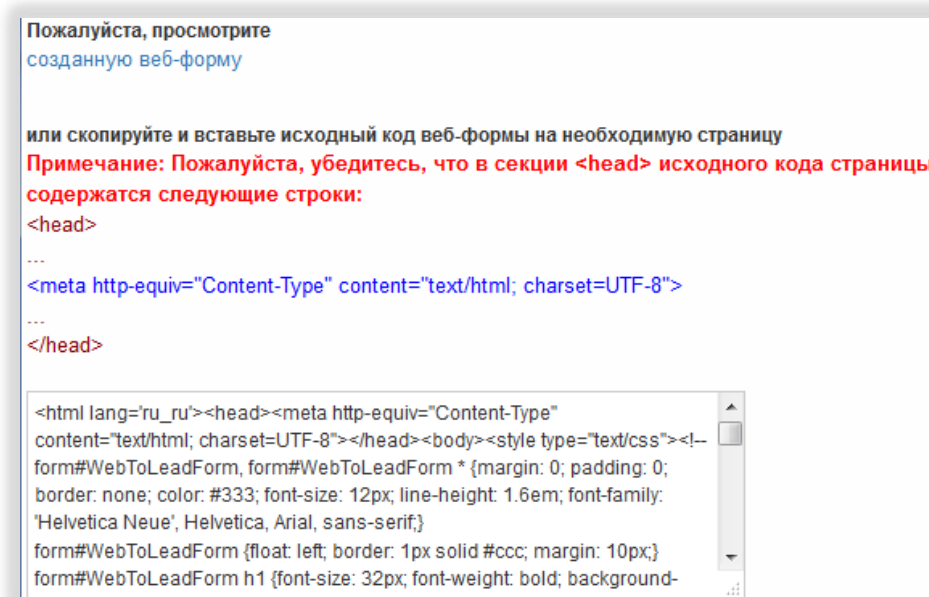 Пожалуйста, просмотрите
созданную веб-форму
или скопируйте и вставьте исходный код веб-формы на необходимую страницу
Примечание: Пожалуйста, убедитесь, что в секции <head> исходного кода страницы
содержатся следующие строки:
<head>
...
<meta http-equiv="Content-Type" content="text/html; charset=UTF-8">
...
</head>
<html lang='ru_ru'><head><meta http-equiv="Content-Type"
content="text/html; charset=UTF-8"></head><body><style type="text/css"><!--
form#WebToLeadForm, form#WebToLeadForm * {margin: 0; padding: 0;
border: none; color: #333; font-size: 12px; line-height: 1.6em; font-family:
'Helvetica Neue', Helvetica, Arial, sans-serif;}
form#WebToLeadForm {float: left; border: 1px solid #ccc; margin: 10px;}
form#WebToLeadForm h1 {font-size: 32px; font-weight: bold; background-